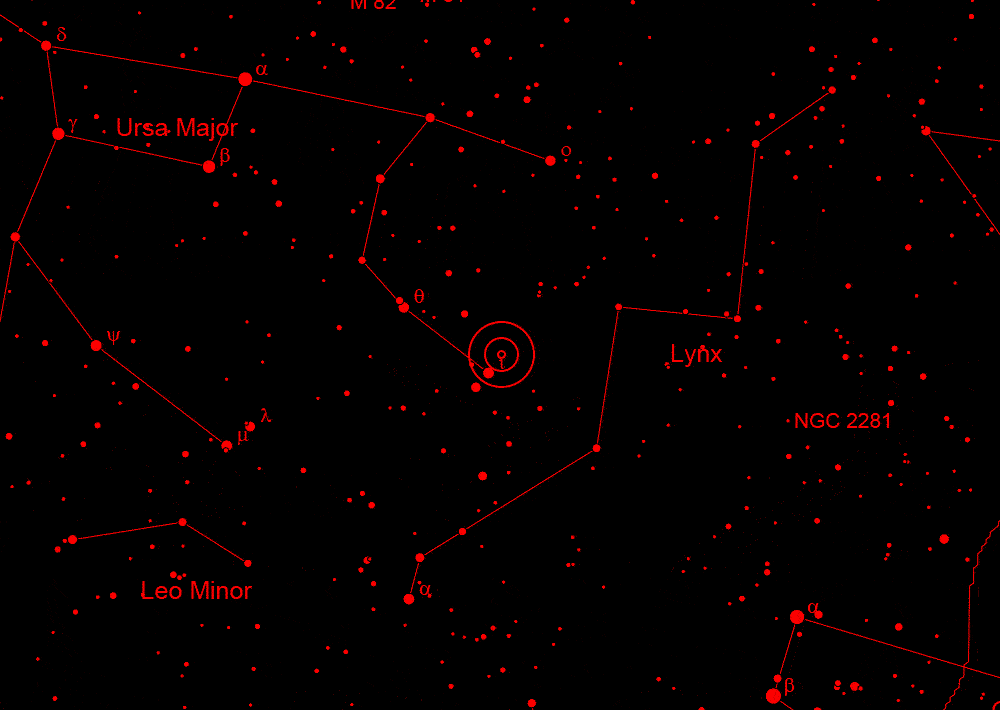 M 82
δ
α
γ
Ursa Major
β
ο
θ
ι
Lynx
ψ
λ
μ
NGC 2281
α
Leo Minor
α
β